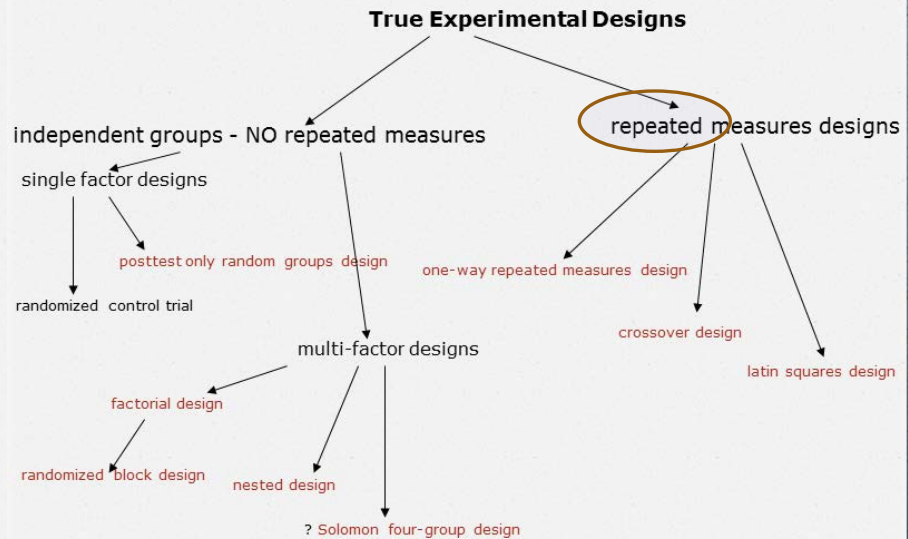 True Experimental Designs
independent groups - NO repeated measures
repeated measures designs
single factor designs
posttest only random groups design
one-way repeated measures design
randomized control trial
crossover design
multi-factor designs
latin squares design
factorial design
randomized block design
nested design
? Solomon four-group design